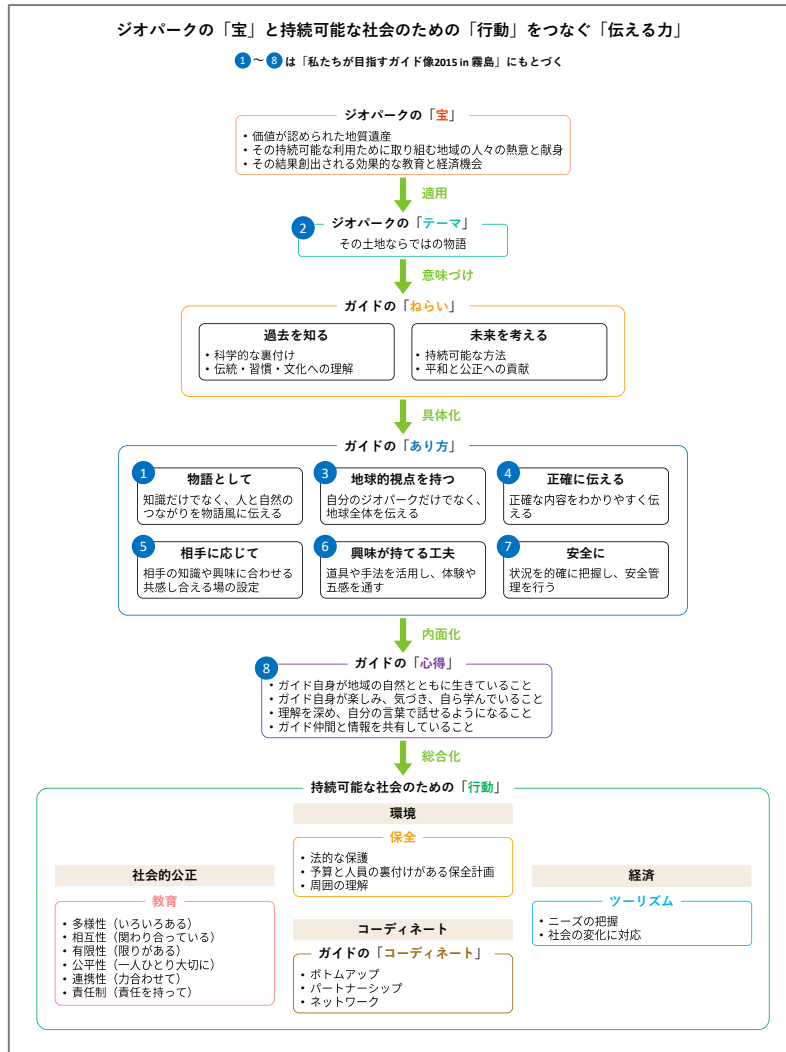 ジオパークの「宝」と持続可能な社会のための「行動」をつなぐ「伝える力」
1～8は「私たちが目指すガイド像2015 in 霧島」にもとづく
ジオパークの「宝」
• 価値が認められた地質遺産
• その持続可能な利用ために取り組む地域の人々の熱意と献身
• その結果創出される効果的な教育と経済機会
適用
2
ジオパークの「テーマ」
その土地ならではの物語
意味づけ
ガイドの「ねらい」
過去を知る
• 科学的な裏付け
• 伝統・習慣・文化への理解
未来を考える
• 持続可能な方法
• 平和と公正への貢献
具体化
ガイドの「あり方」
1
物語として
知識だけでなく、人と自然の
つながりを物語風に伝える
3
地球的視点を持つ
自分のジオパークだけでなく、
地球全体を伝える
4
正確に伝える
正確な内容をわかりやすく伝
える
5
相手に応じて
相手の知識や興味に合わせる
共感し合える場の設定
6
興味が持てる工夫
道具や手法を活用し、体験や
五感を通す
7
安全に
状況を的確に把握し、安全管
理を行う
内面化
8
ガイドの「心得」
• ガイド自身が地域の自然とともに生きていること
• ガイド自身が楽しみ、気づき、自ら学んでいること
• 理解を深め、自分の言葉で話せるようになること
• ガイド仲間と情報を共有していること
総合化
持続可能な社会のための「行動」
環境
保全
• 法的な保護
• 予算と人員の裏付けがある保全計画
• 周囲の理解
社会的公正
教育
• 多様性（いろいろある）
• 相互性（関わり合っている）
• 有限性（限りがある）
• 公平性（一人ひとり大切に）
• 連携性（力合わせて）
• 責任制（責任を持って）
経済
ツーリズム
• ニーズの把握
• 社会の変化に対応
コーディネート
ガイドの「コーディネート」
• ボトムアップ
• パートナーシップ
• ネットワーク